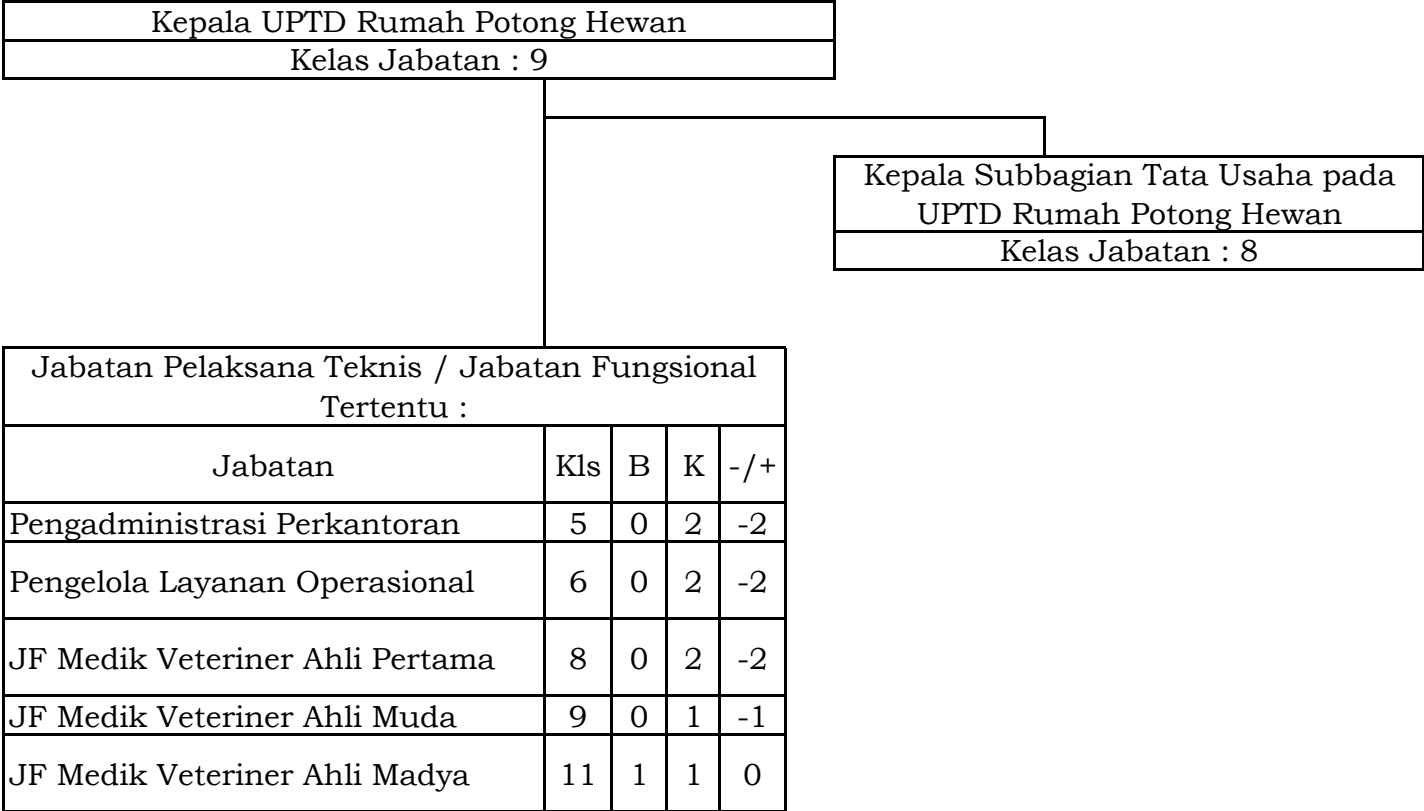 Kepala UPTD Rumah Potong Hewan
Kelas Jabatan : 9
Kepala Subbagian Tata Usaha pada
UPTD Rumah Potong Hewan
Kelas Jabatan : 8
Jabatan Pelaksana Teknis / Jabatan Fungsional
Tertentu :
Jabatan Kls B K -/+
Pengadministrasi Perkantoran 5 0 2 -2
Pengelola Layanan Operasional 6 0 2 -2
JF Medik Veteriner Ahli Pertama 8 0 2 -2
JF Medik Veteriner Ahli Muda 9 0 1 -1
JF Medik Veteriner Ahli Madya 11 1 1 0